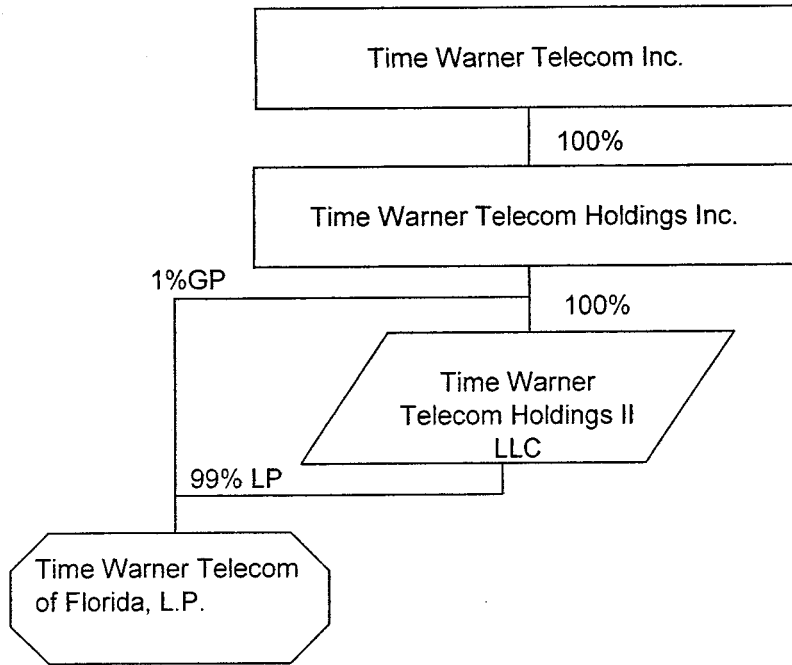 Time Warner Telecom Inc.
100%
Time Warner Telecom Holdings Inc.
1%GP
100%
Time Warner
Telecom Holdings II
LLC
99% LP
Time Warner Telecom
of Florida, L.P.